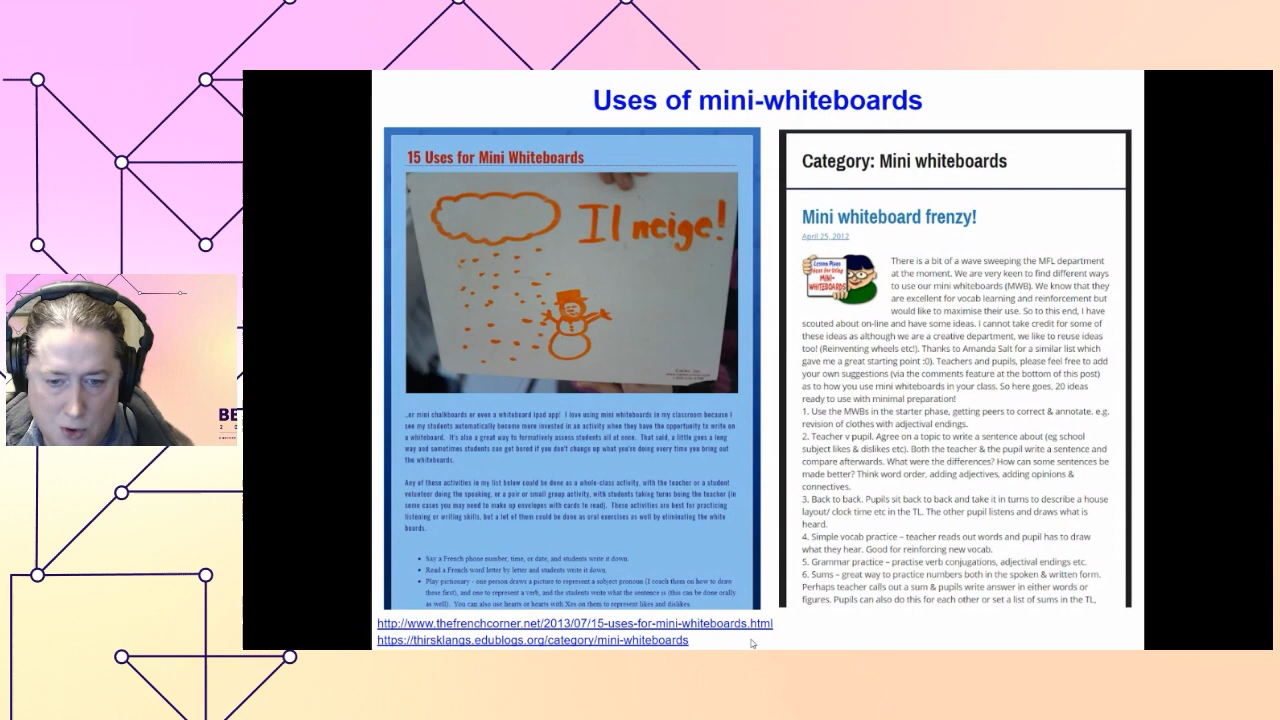 Uses of mini-whiteboards
15 Uses for Mini Whiteboards
Il neige!
..er mini chalkboards or even a whiteboard ipad app! I love using mini whiteboards in my classroom because I
see my students automatically become more invested in an activity when they have the opportunity to write on
a whiteboard. It's also a great way to formatively assess students all at once. That said, a little goes a long
way and sometimes students can get bored if you don't change up what you're doing every time you bring out
the whiteboards.
Any of these activities in my list below could be done as a whole-class activity, with the teacher or a student
volunteer doing the speaking, or a pair or small group activity, with students taking turns being the teacher (in
some cases you may need to make up envelopes with cards to read). These activities are best for practicing
listening or writing skills, but a lot of them could be done as oral exercises as well by eliminating the white
boards.
Say a French phone number, time, or date, and students write it down.
Read a French word letter by letter and students write it down.
Play pictionary - one person draws a picture to represent a subject pronoun (I coach them on how to draw
these first), and one to represent a verb, and the students write what the sentence is (this can be done orally
as well). You can also use hearts or hearts with Xes on them to represent likes and dislikes.
Category: Mini whiteboards
Mini whiteboard frenzy!
April 25, 2012
Lesson Plans
Ideas for Using
MINI-
WHITEBOARDS
There is a bit of a wave sweeping the MFL department
at the moment. We are very keen to find different ways
to use our mini whiteboards (MWB). We know that they
are excellent for vocab learning and reinforcement but
would like to maximise their use. So to this end, I have
scouted about on-line and have some ideas. I cannot take credit for some of
these ideas as although we are a creative department, we like to reuse ideas
too! (Reinventing wheels etc!). Thanks to Amanda Salt for a similar list which
gave me a great starting point :0). Teachers and pupils, please feel free to add
your own suggestions (via the comments feature at the bottom of this post)
as to how you use mini whiteboards in your class. So here goes, 20 ideas
ready to use with minimal preparation!
1. Use the MWBs in the starter phase, getting peers to correct & annotate, e.g.
revision of clothes with adjectival endings.
2. Teacher v pupil. Agree on a topic to write a sentence about (eg school
subject likes & dislikes etc). Both the teacher & the pupil write a sentence and
compare afterwards. What were the differences? How can some sentences be
made better? Think word order, adding adjectives, adding opinions &
connectives.
3. Back to back. Pupils sit back to back and take it in turns to describe a house
layout/ clock time etc in the TL. The other pupil listens and draws what is
heard.
4. Simple vocab practice – teacher reads out words and pupil has to draw
what they hear. Good for reinforcing new vocab.
5. Grammar practice – practise verb conjugations, adjectival endings etc.
6. Sums – great way to practice numbers both in the spoken & written form.
Perhaps teacher calls out a sum & pupils write answer in either words or
figures. Pupils can also do this for each other or set a list of sums in the TL,
http://www.thefrenchcorner.net/2013/07/15-uses-for-mini-whiteboards.html
https://thirsklangs.edublogs.org/category/mini-whiteboards
BE